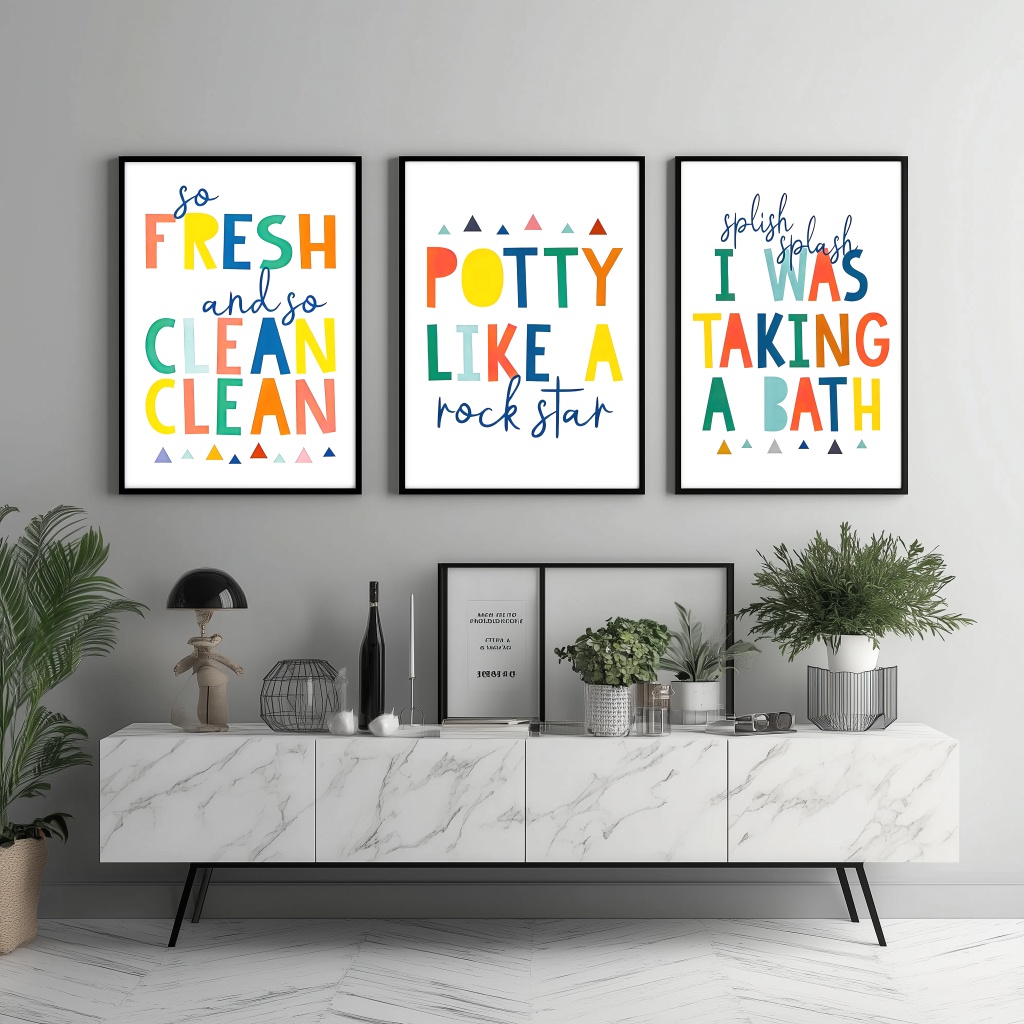 so
FRESH
and so
CLEAN
CLEAN
POTTY
LIKE A
rock star
splish
splash
I WAS
TAKING
A BATH